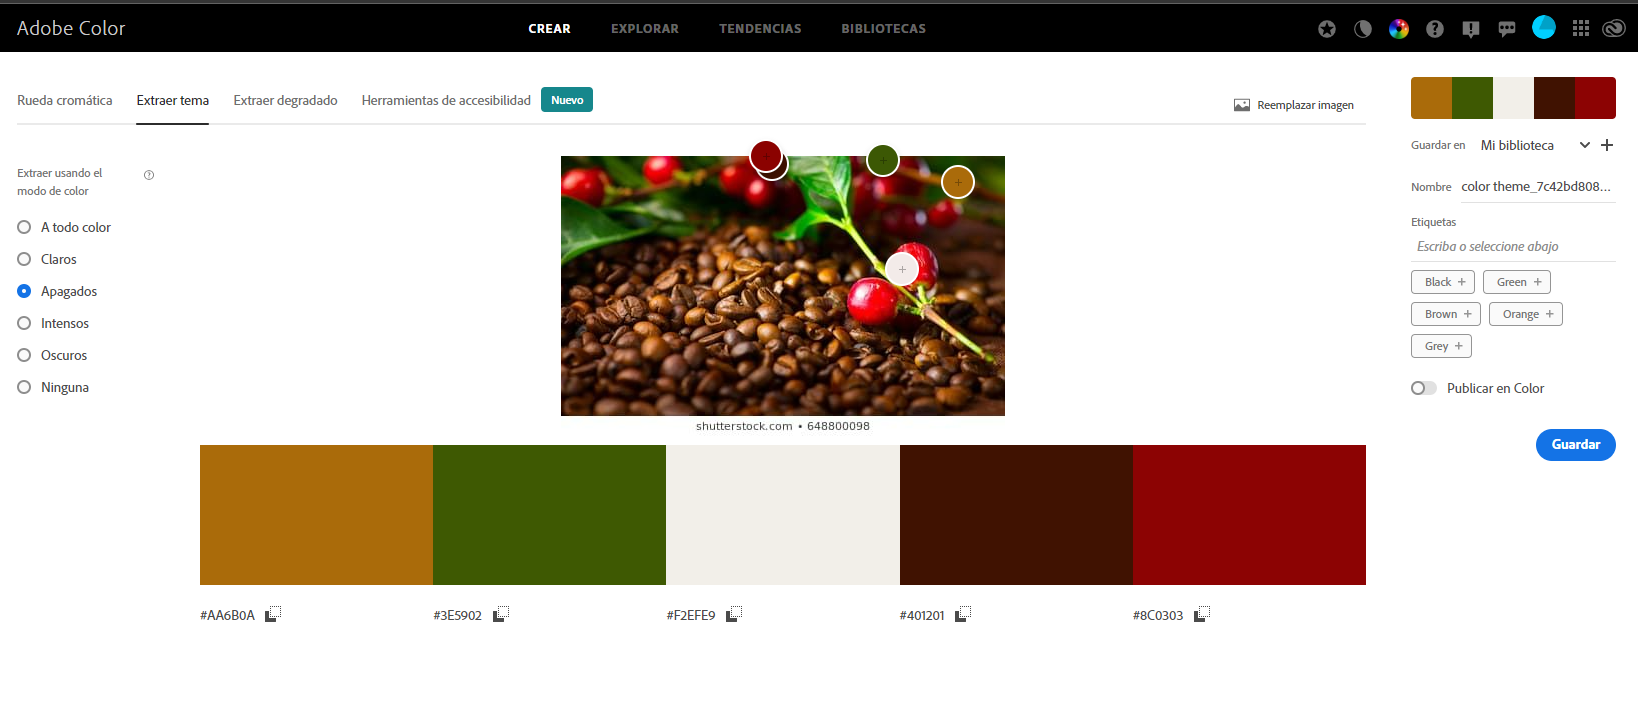 Adobe Color
CREAR
EXPLORAR
TENDENCIAS
BIBLIOTECAS
Rueda cromática
Extraer tema
Extraer degradado
Herramientas de accesibilidad
Nuevo
Reemplazar imagen
Extraer usando el
modo de color
A todo color
Claros
Apagados
Intensos
Oscuros
Ninguna
shutterstock.com • 648800098
#AA6B0A
#3E5902
#F2EFE9
#401201
#8C0303
Guardar en
Mi biblioteca
Nombre
color theme_7c42bd808...
Etiquetas
Escriba o seleccione abajo
Black +
Green +
Brown +
Orange +
Grey +
Publicar en Color
Guardar